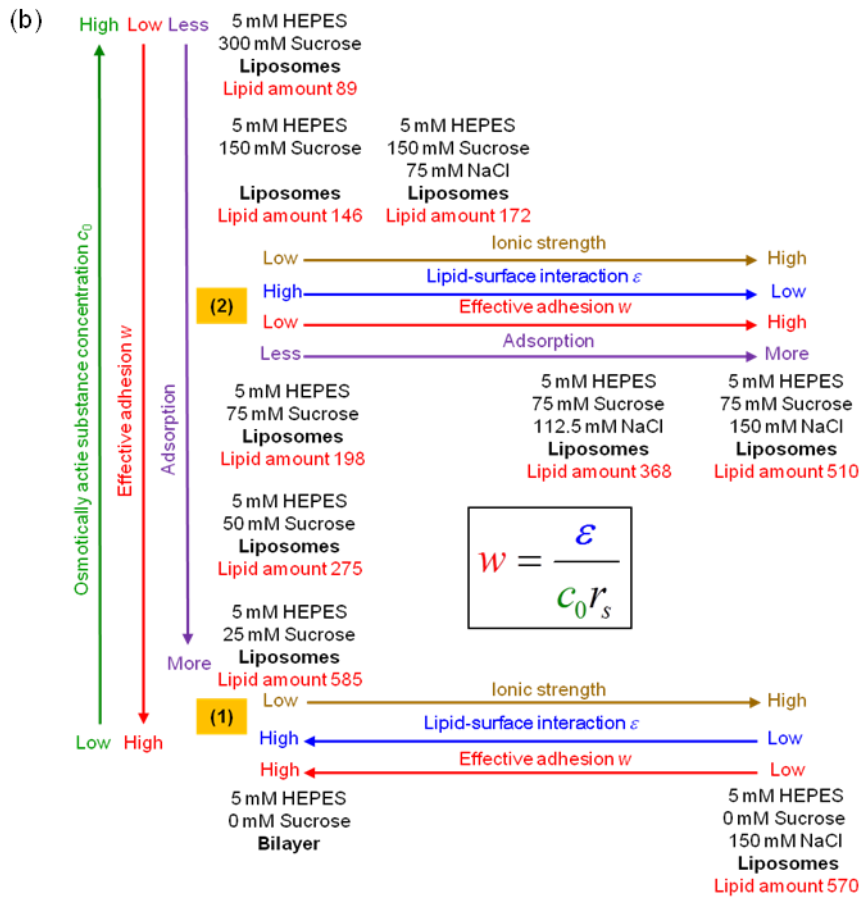 (b)
High Low Less
Osmotically actie substance concentration c₀
Effective adhesion w
Adsorption
More
Low High
5 mM HEPES
300 mM Sucrose
Liposomes
Lipid amount 89
5 mM HEPES
150 mM Sucrose
Liposomes
Lipid amount 146
5 mM HEPES
150 mM Sucrose
75 mM NaCl
Liposomes
Lipid amount 172
(2)
Low Ionic strength High
High Lipid-surface interaction ε Low
Low Effective adhesion w High
Less Adsorption More
5 mM HEPES
75 mM Sucrose
Liposomes
Lipid amount 198
5 mM HEPES
75 mM Sucrose
112.5 mM NaCl
Liposomes
Lipid amount 368
5 mM HEPES
75 mM Sucrose
150 mM NaCl
Liposomes
Lipid amount 510
5 mM HEPES
50 mM Sucrose
Liposomes
Lipid amount 275
w = ε / c₀rₛ
5 mM HEPES
25 mM Sucrose
Liposomes
Lipid amount 585
(1)
Low Ionic strength High
High Lipid-surface interaction ε Low
High Effective adhesion w Low
5 mM HEPES
0 mM Sucrose
Bilayer
5 mM HEPES
0 mM Sucrose
150 mM NaCl
Liposomes
Lipid amount 570